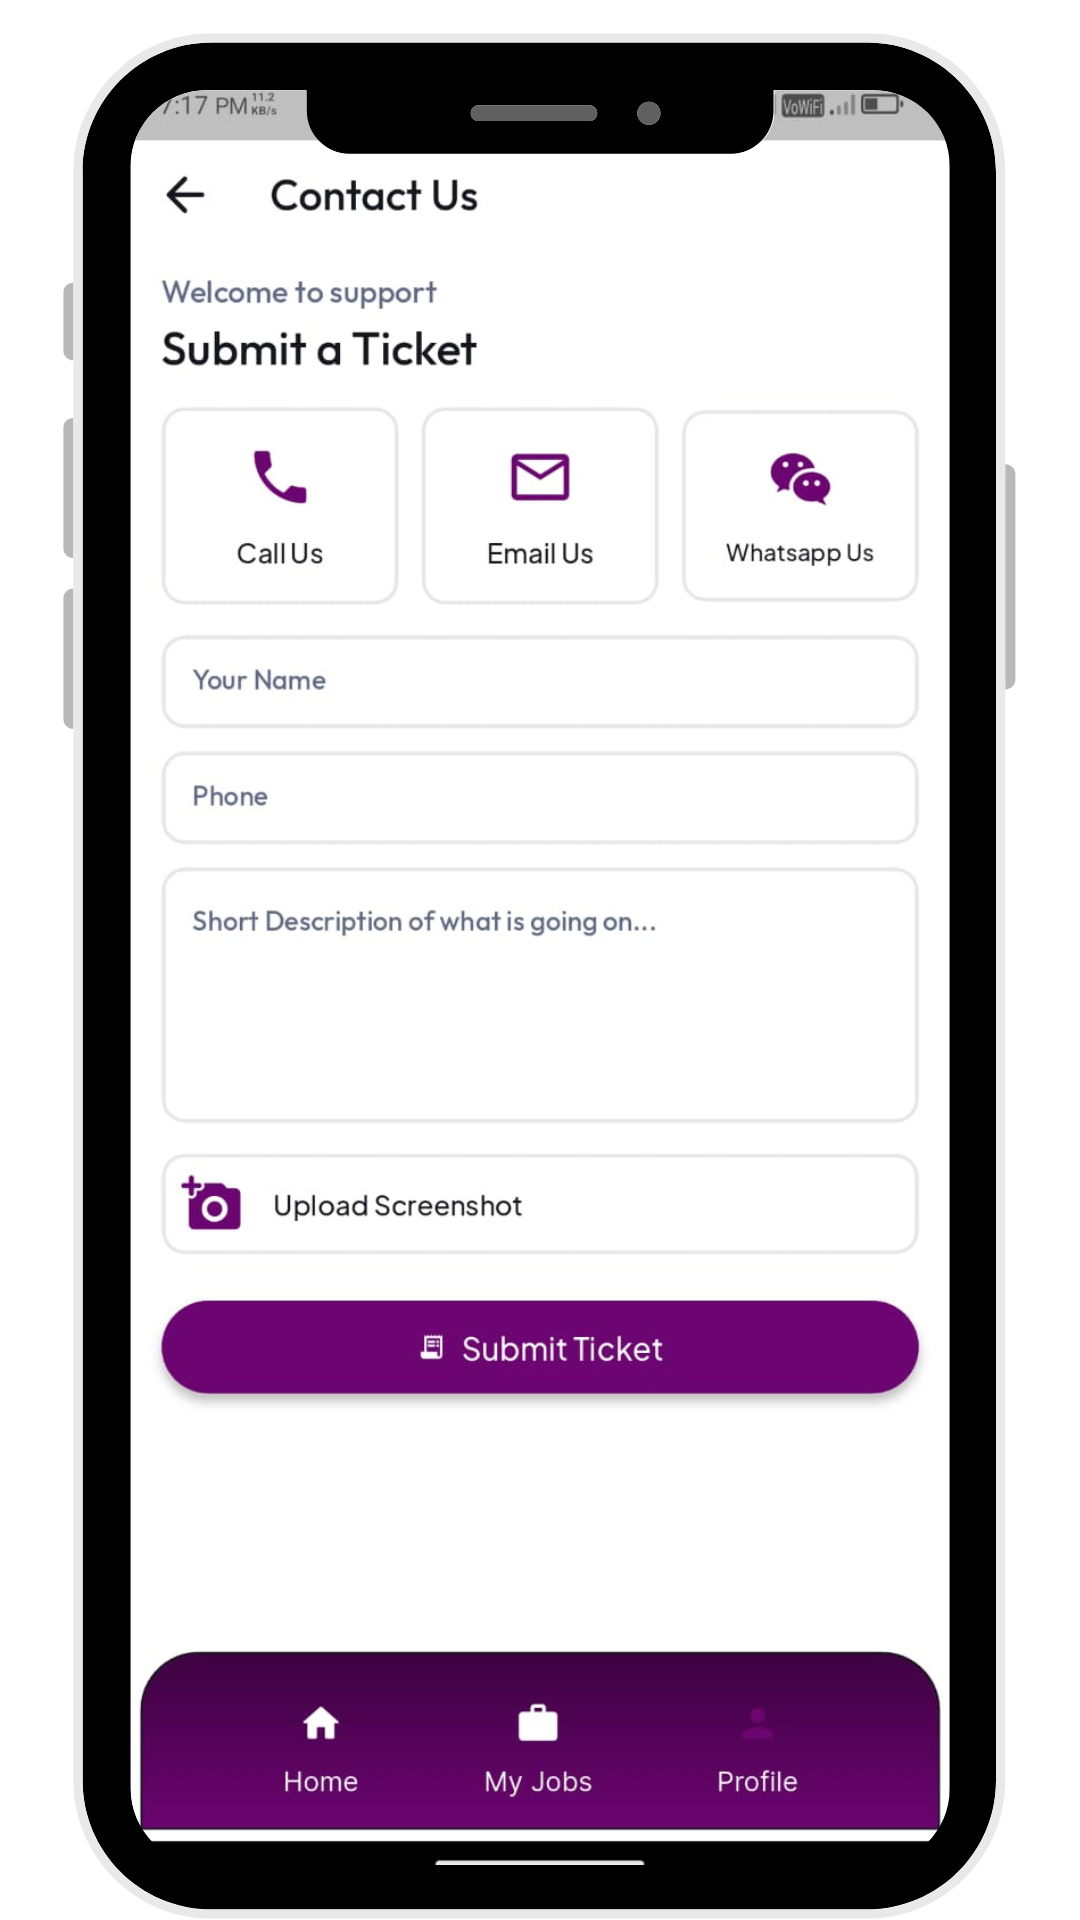 7:17 PM 11.2 KB/s VoWiFi
Contact Us
Welcome to support
Submit a Ticket
Call Us Email Us Whatsapp Us
Your Name
Phone
Short Description of what is going on...
Upload Screenshot
Submit Ticket
Home My Jobs Profile